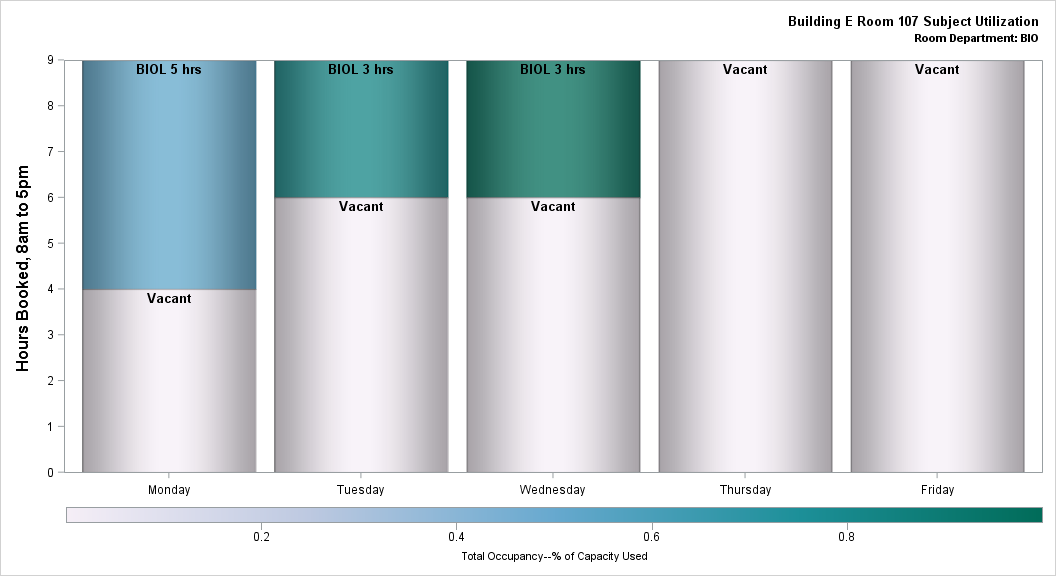 Building E Room 107 Subject Utilization
Room Department: BIO
Hours Booked, 8am to 5pm
9
8
7
6
5
4
3
2
1
0
BIOL 5 hrs
Vacant
BIOL 3 hrs
Vacant
BIOL 3 hrs
Vacant
Vacant
Vacant
Monday Tuesday Wednesday Thursday Friday
0.2 0.4 0.6 0.8
Total Occupancy--% of Capacity Used